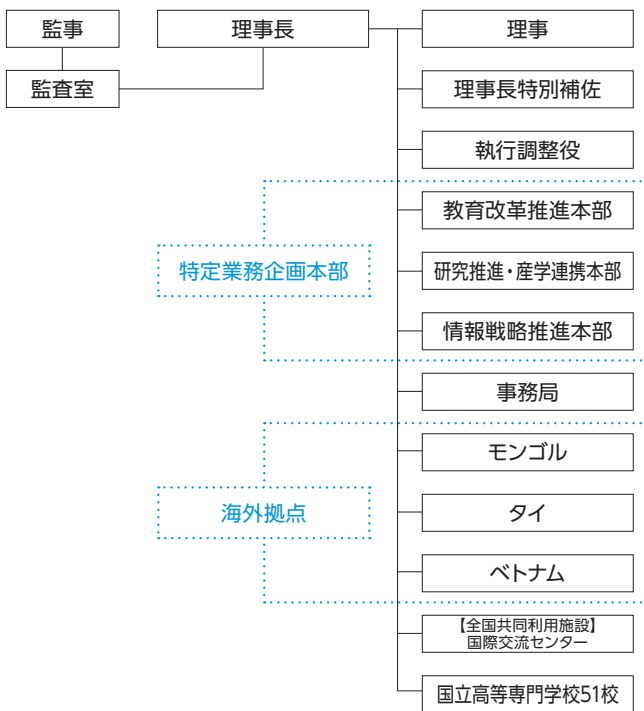 監事
理事長
理事
監査室
理事長特別補佐
執行調整役
教育改革推進本部
特定業務企画本部
研究推進・産学連携本部
情報戦略推進本部
事務局
モンゴル
海外拠点
タイ
ベトナム
【全国共同利用施設】
国際交流センター
国立高等専門学校51校